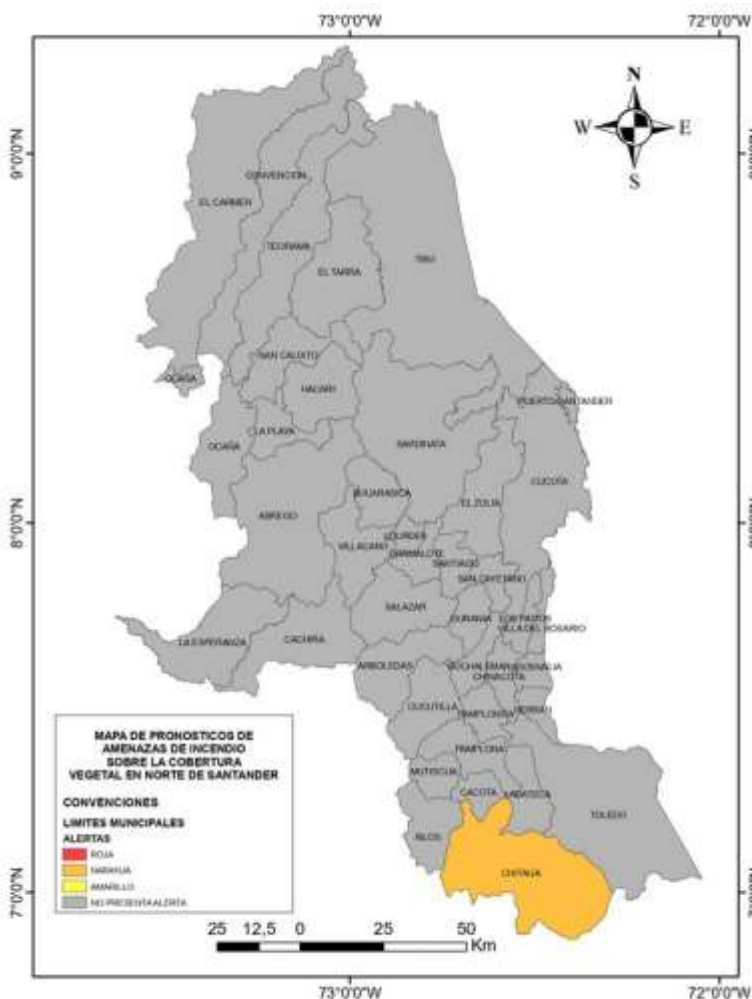 73°0'0"W
72°0'0"W
N
W
E
S
9°0'0"N
CONVENCION
EL CARMEN
TEORAMA
TIBU
EL TARRA
SAN CALIXTO
OCAÑA
HACARI
PUERTO SANTANDER
LA PLAYA
OCAÑA
SARDINATA
CUCUTA
BUCARASICA
EL ZULIA
ABREGO
8°0'0"N
LOURDES
VILLACARO
GRAMALOTE
SANTIAGO
SAN CAYETANO
SALAZAR
DURANIA
LOS PATIOS
VILLA DEL ROSARIO
LA ESPERANZA
CACHIRA
ARBOLEDAS
BOCHALEMA
RAGONVALIA
CHINACOTA
CUCUTILLA
PAMPLONITA
HERRAN
PAMPLONA
MUTISCUA
CACOTA
LABATECA
TOLEDO
SILOS
CHITAGA
7°0'0"N
MAPA DE PRONOSTICOS DE
AMENAZAS DE INCENDIO
SOBRE LA COBERTURA
VEGETAL EN NORTE DE SANTANDER
CONVENCIONES
LIMITES MUNICIPALES
ALERTAS
ROJA
NARANJA
AMARILLO
NO PRESENTA ALERTA
25 12,5 0 25 50
Km
73°0'0"W
72°0'0"W